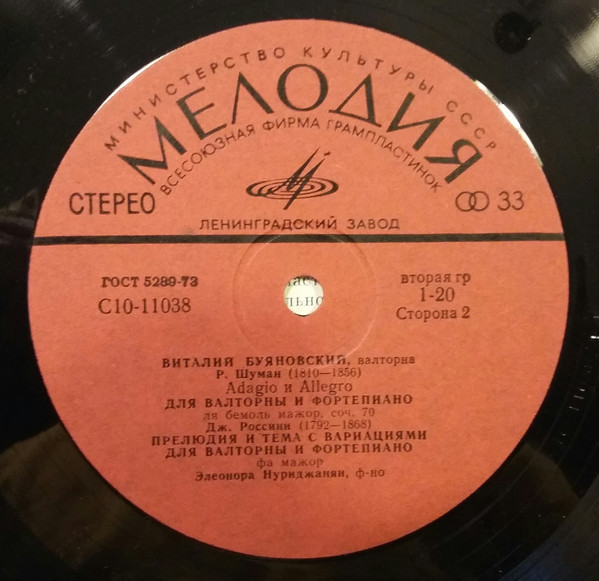 МИНИСТЕРСТВО КУЛЬТУРЫ СССР
МЕЛОДИЯ
ВСЕСОЮЗНАЯ ФИРМА ГРАМПЛАСТИНОК
СТЕРЕО
33
ЛЕНИНГРАДСКИЙ ЗАВОД
ГОСТ 5289-73
С10-11038
вторая гр
1-20
Сторона 2
ВИТАЛИЙ БУЯНОВСКИЙ, валторна
Р. Шуман (1810—1856)
Adagio и Allegro
ДЛЯ ВАЛТОРНЫ И ФОРТЕПИАНО
ля бемоль мажор, соч. 70
Дж. Россини (1792—1868)
ПРЕЛЮДИЯ И ТЕМА С ВАРИАЦИЯМИ
ДЛЯ ВАЛТОРНЫ И ФОРТЕПИАНО
фа мажор
Элеонора Нуриджанян, ф-но